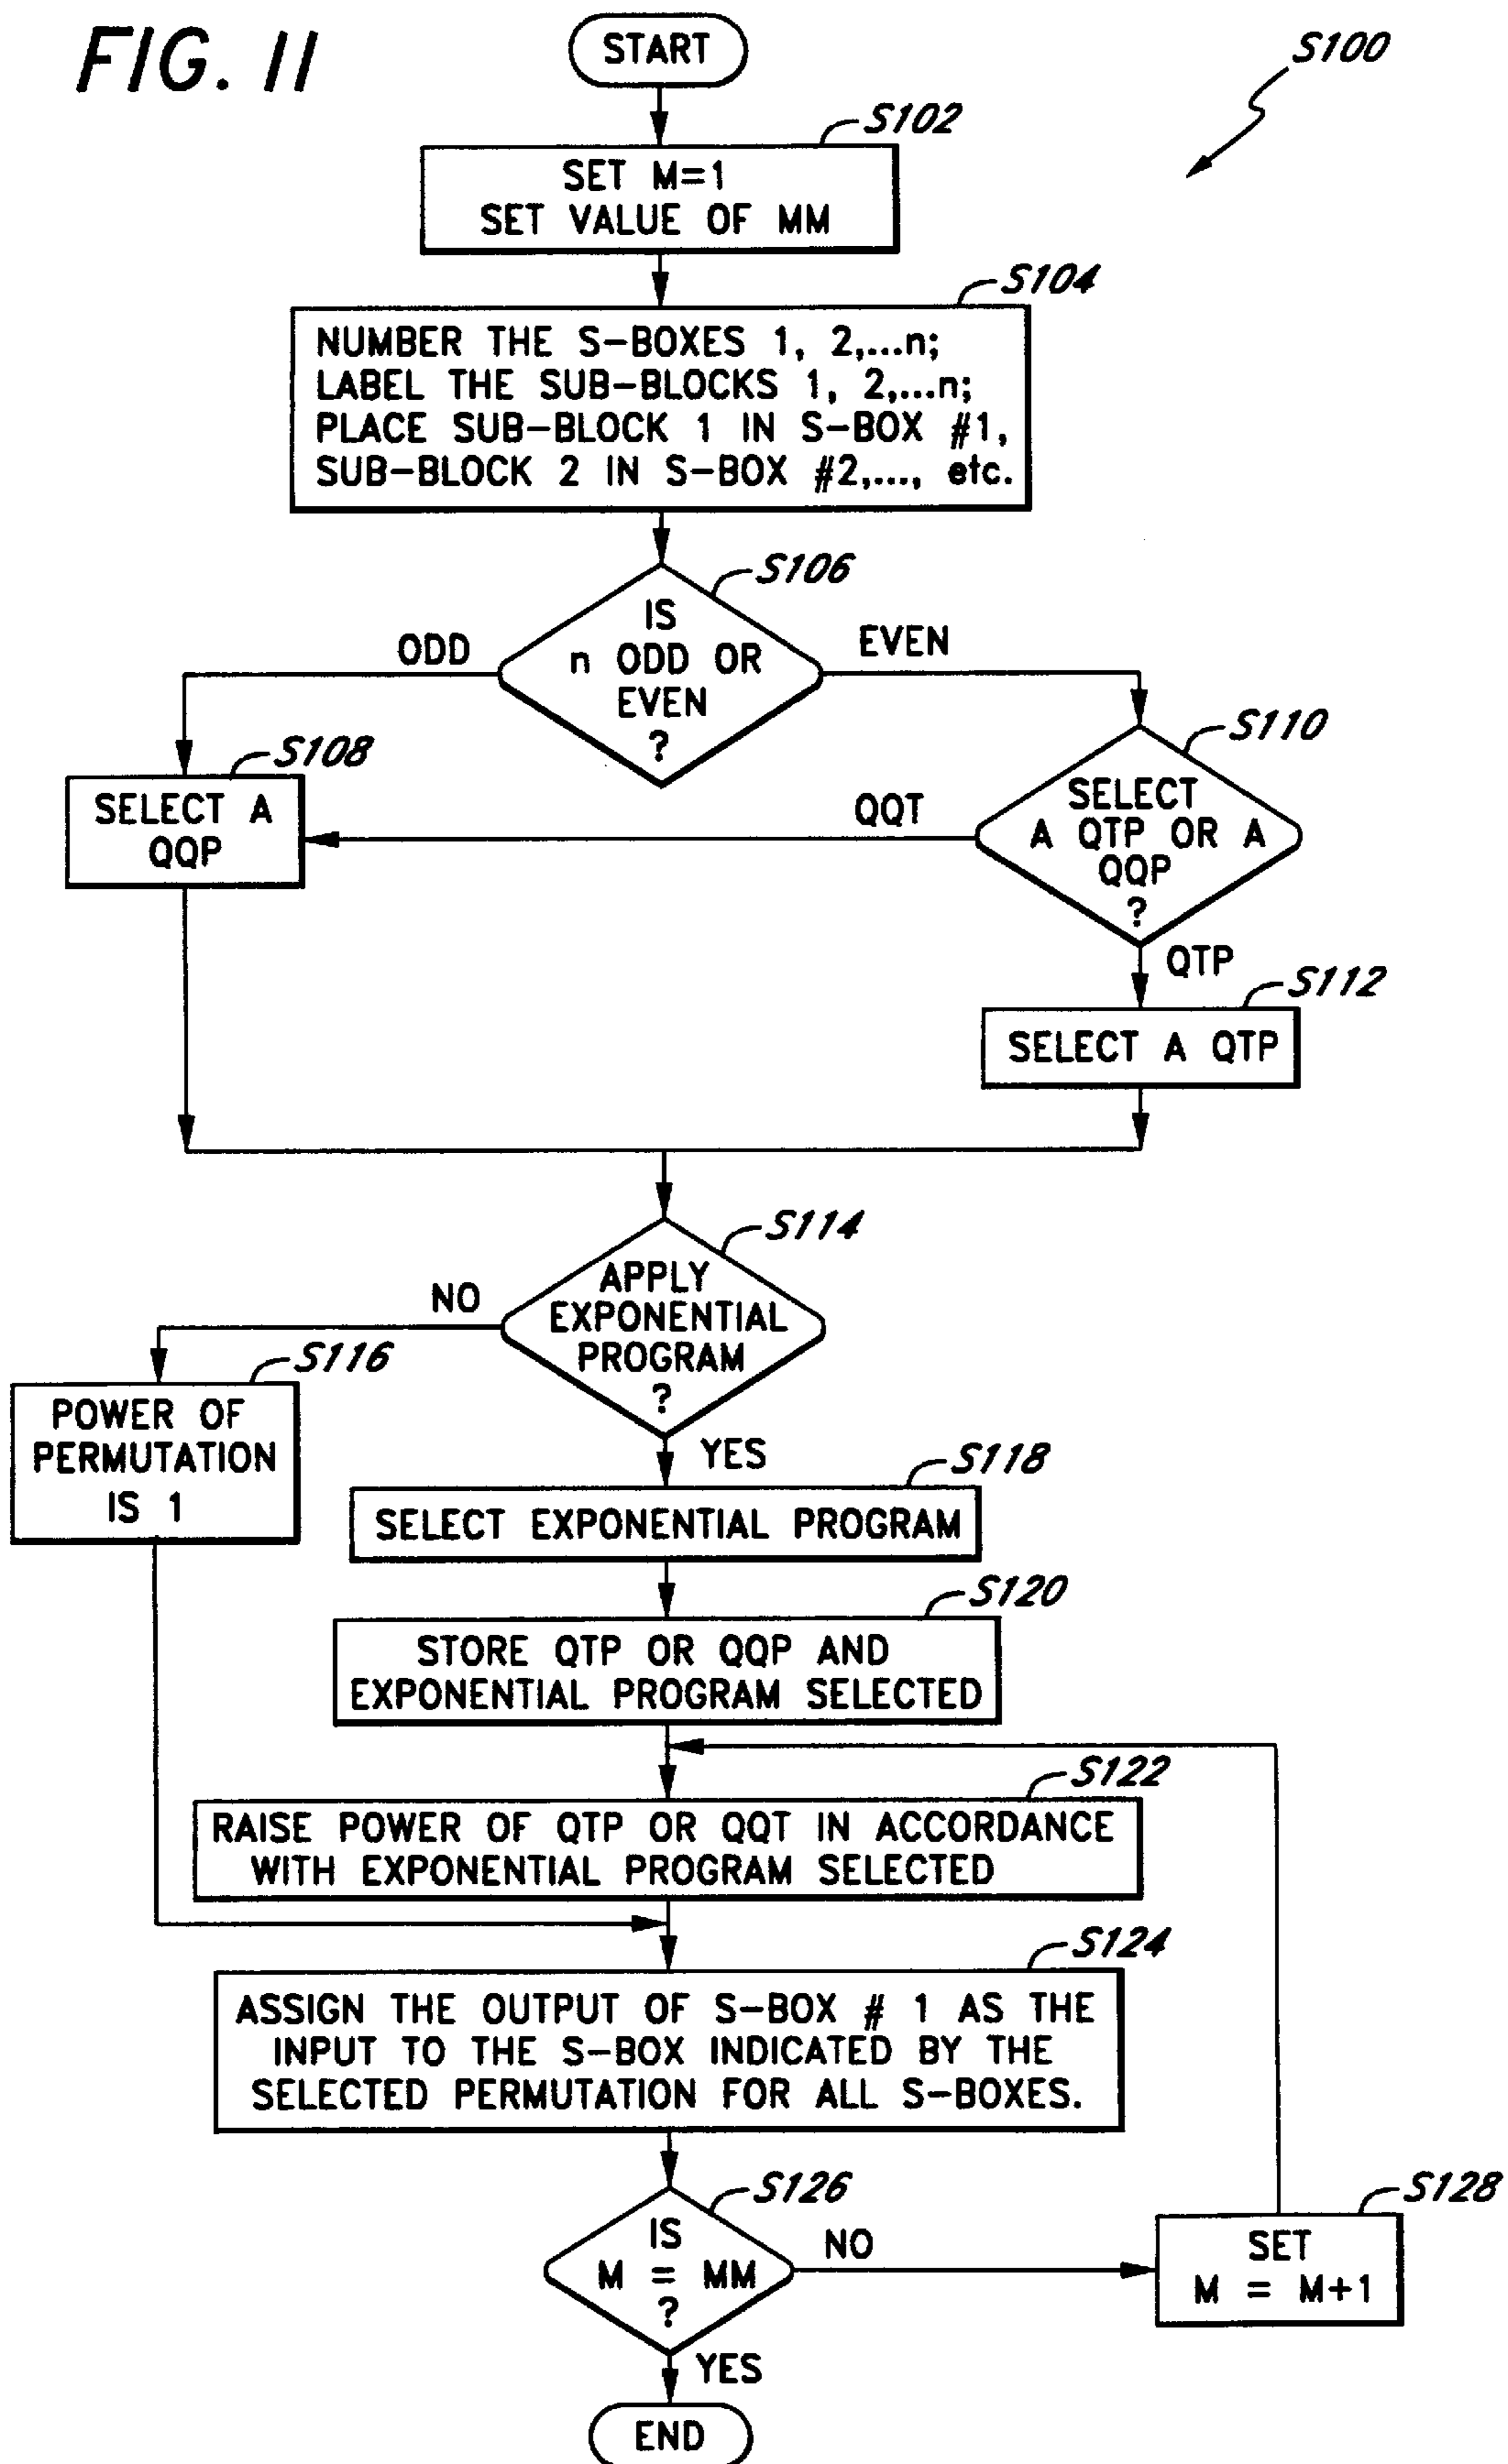 FIG. 11
START
S100
S102
SET M=1
SET VALUE OF MM
S104
NUMBER THE S-BOXES 1, 2,...n;
LABEL THE SUB-BLOCKS 1, 2,...n;
PLACE SUB-BLOCK 1 IN S-BOX #1,
SUB-BLOCK 2 IN S-BOX #2,..., etc.
S106
IS
n ODD OR
EVEN
?
ODD
EVEN
S108
SELECT A
QQP
S110
SELECT
A QTP OR A
QQP
?
QQT
QTP
S112
SELECT A QTP
S114
APPLY
EXPONENTIAL
PROGRAM
?
NO
S116
POWER OF
PERMUTATION
IS 1
YES
S118
SELECT EXPONENTIAL PROGRAM
S120
STORE QTP OR QQP AND
EXPONENTIAL PROGRAM SELECTED
S122
RAISE POWER OF QTP OR QQT IN ACCORDANCE
WITH EXPONENTIAL PROGRAM SELECTED
S124
ASSIGN THE OUTPUT OF S-BOX # 1 AS THE
INPUT TO THE S-BOX INDICATED BY THE
SELECTED PERMUTATION FOR ALL S-BOXES.
S126
IS
M = MM
?
NO
S128
SET
M = M+1
YES
END